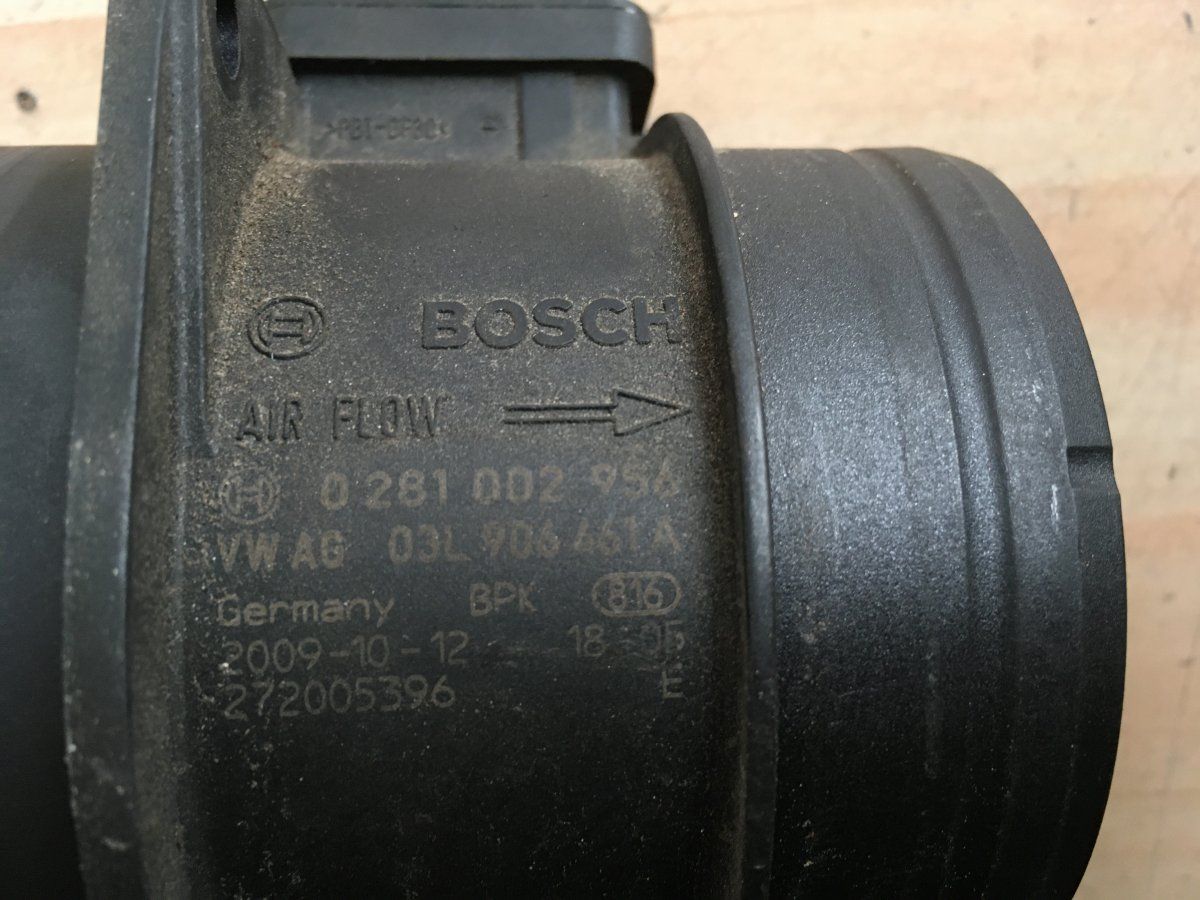 BOSCH
AIR FLOW
0 281 002 956
VW AG 03L 906 461 A
Germany BPK 816
2009-10-12 18 05
272005396 E